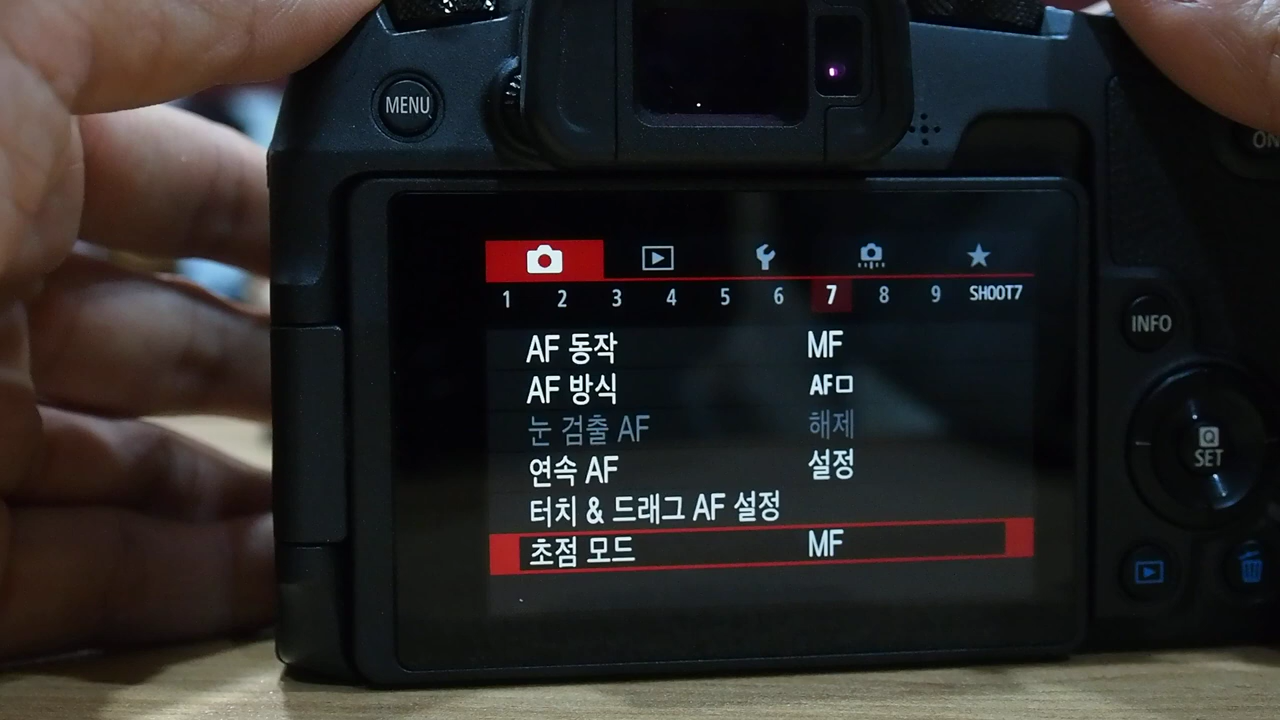 MENU
ON
1 2 3 4 5 6 7 8 9 SHOOT7
AF 동작 MF
AF 방식 AF
눈 검출 AF 해제
연속 AF 설정
터치 & 드래그 AF 설정
초점 모드 MF
INFO
Q
SET